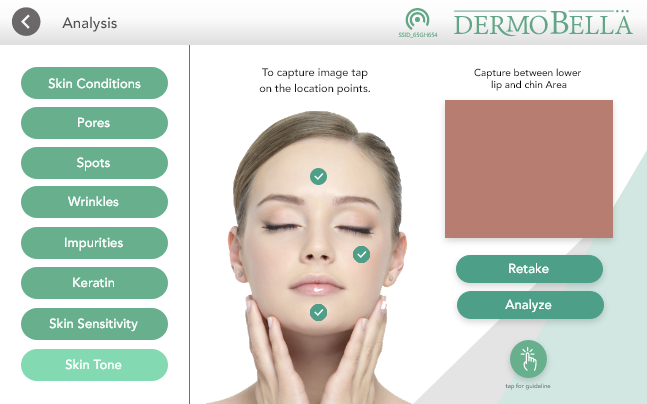 Analysis
SSID_65GH654
DERMOBELLA
Skin Conditions
Pores
Spots
Wrinkles
Impurities
Keratin
Skin Sensitivity
Skin Tone
To capture image tap
on the location points.
Capture between lower
lip and chin Area
Retake
Analyze
tap for guideline